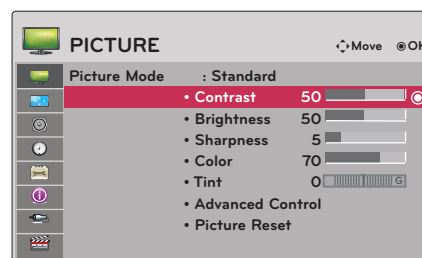 PICTURE Move OK
Picture Mode : Standard
• Contrast 50
• Brightness 50
• Sharpness 5
• Color 70
• Tint 0 G
• Advanced Control
• Picture Reset